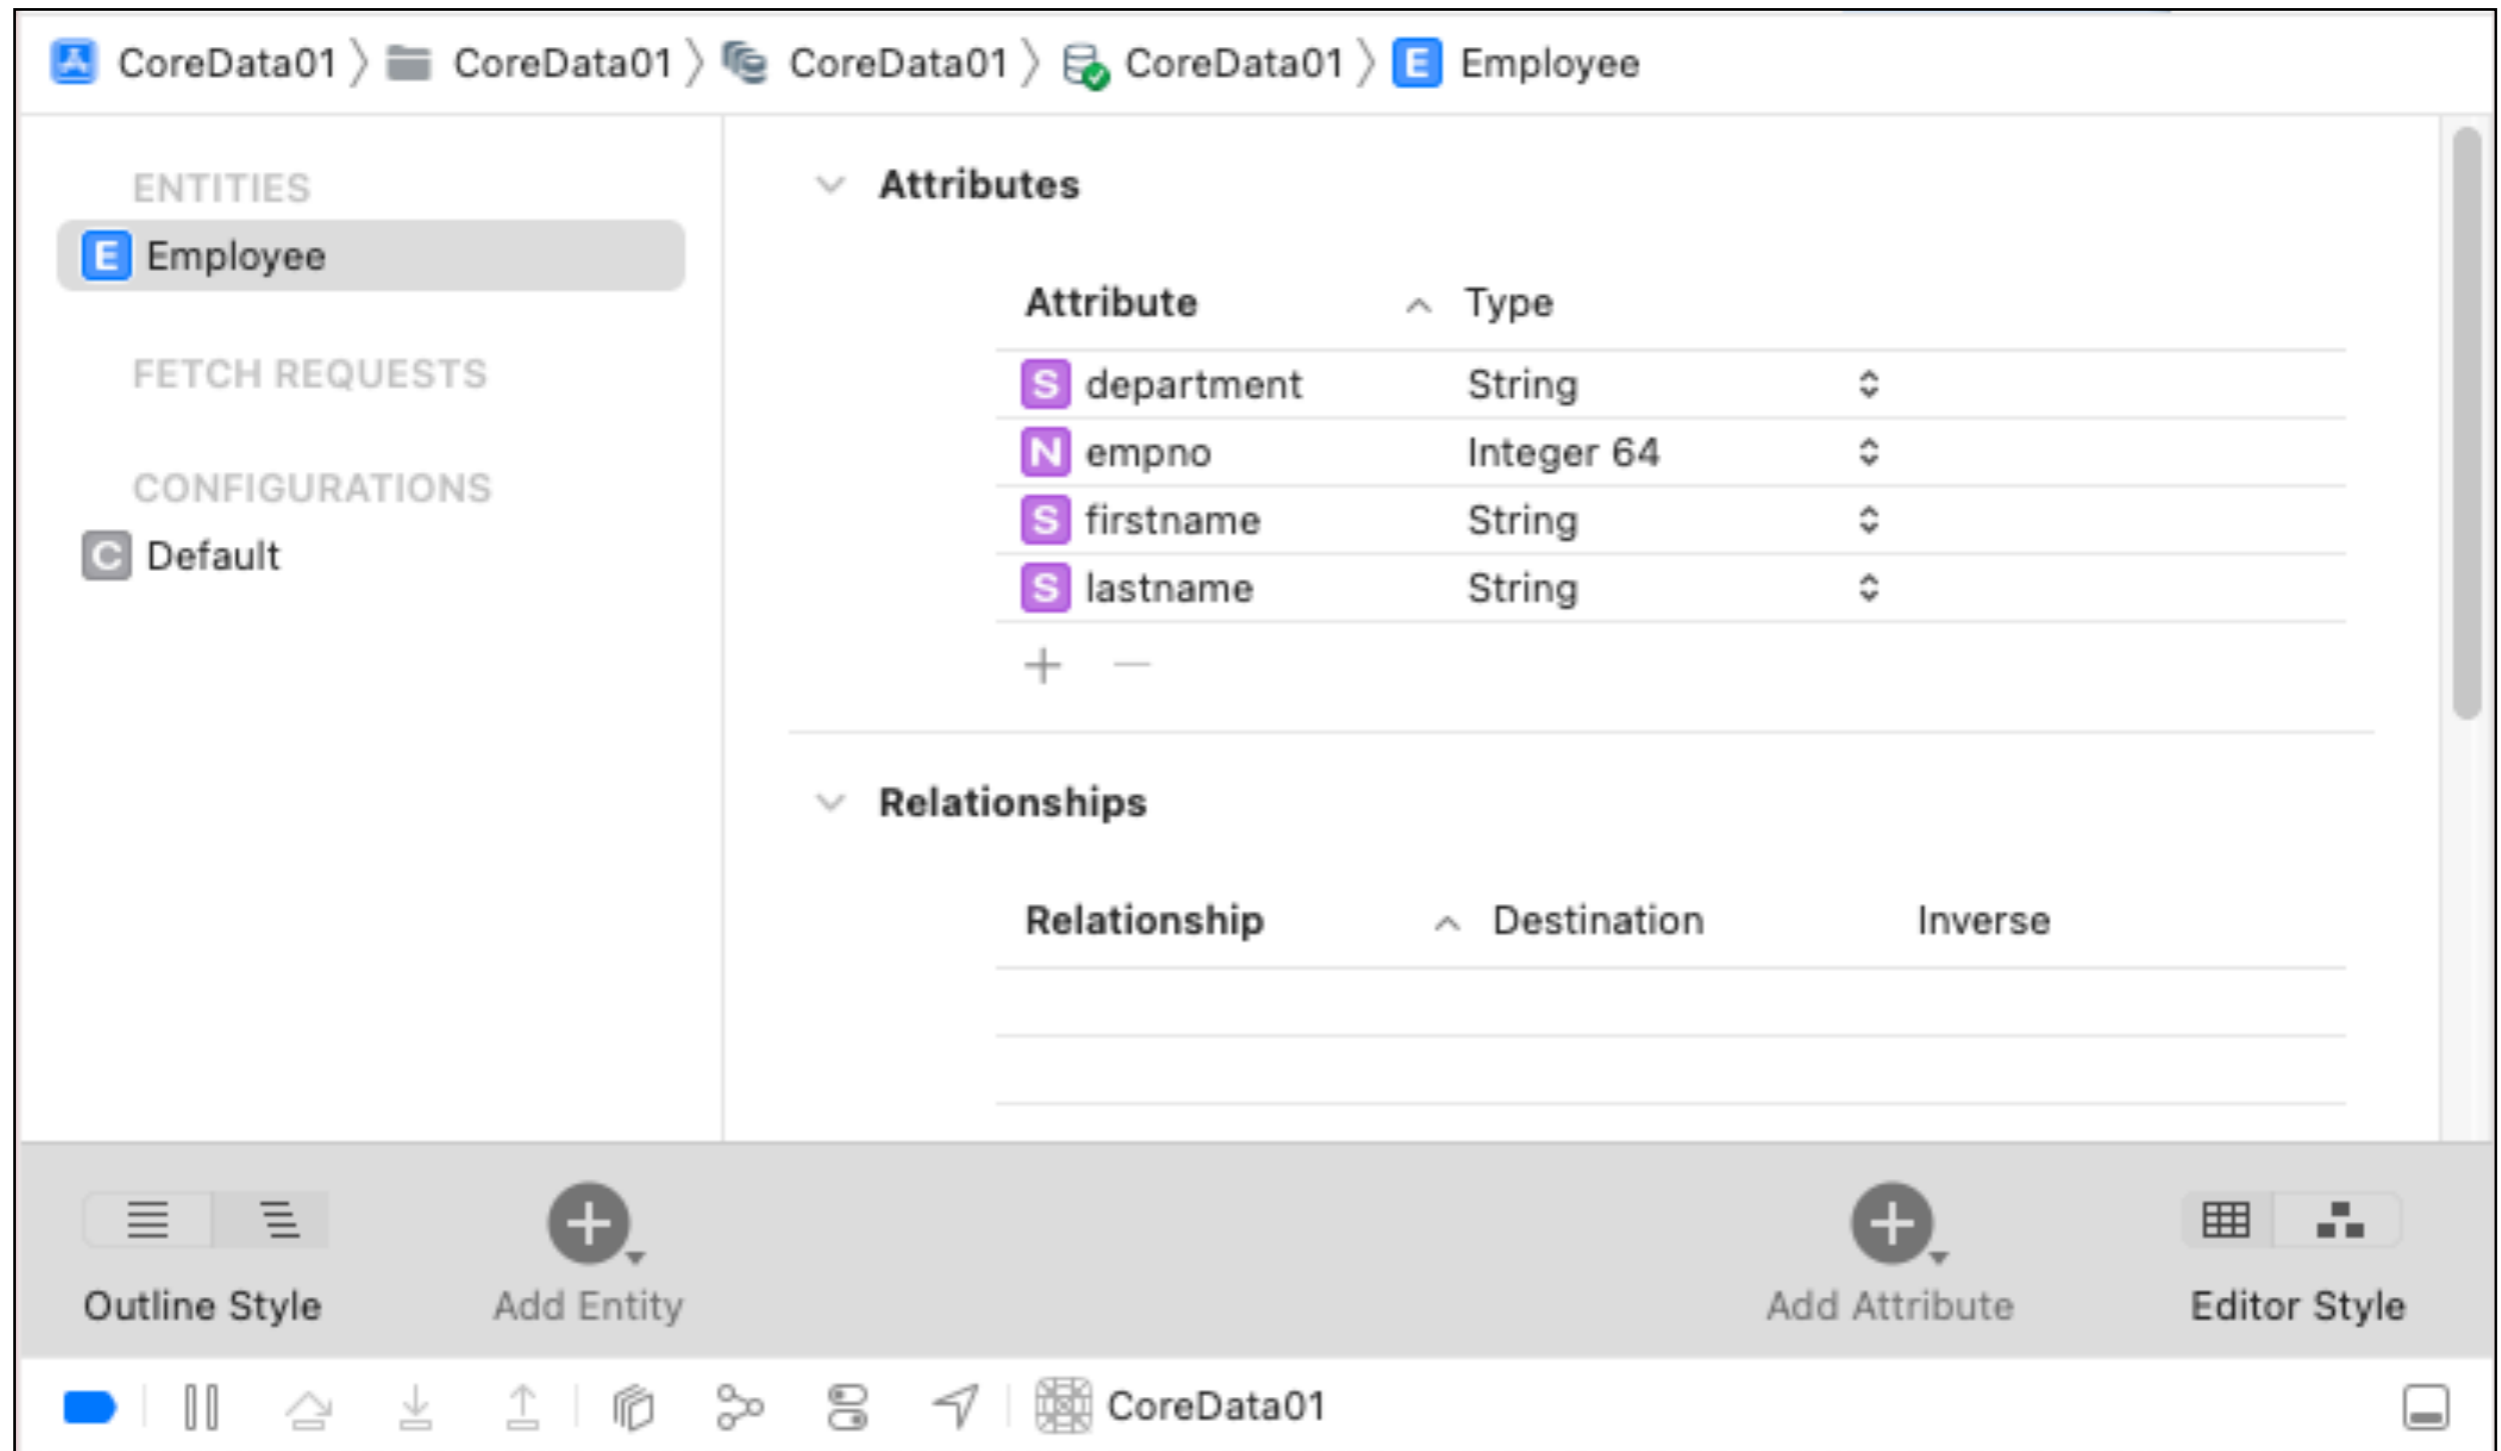 CoreData01 〉 CoreData01 〉 CoreData01 〉 CoreData01 〉 E Employee
ENTITIES
E Employee
FETCH REQUESTS
CONFIGURATIONS
C Default
Attributes
Attribute Type
S department String
N empno Integer 64
S firstname String
S lastname String
Relationships
Relationship Destination Inverse
Outline Style Add Entity Add Attribute Editor Style
CoreData01